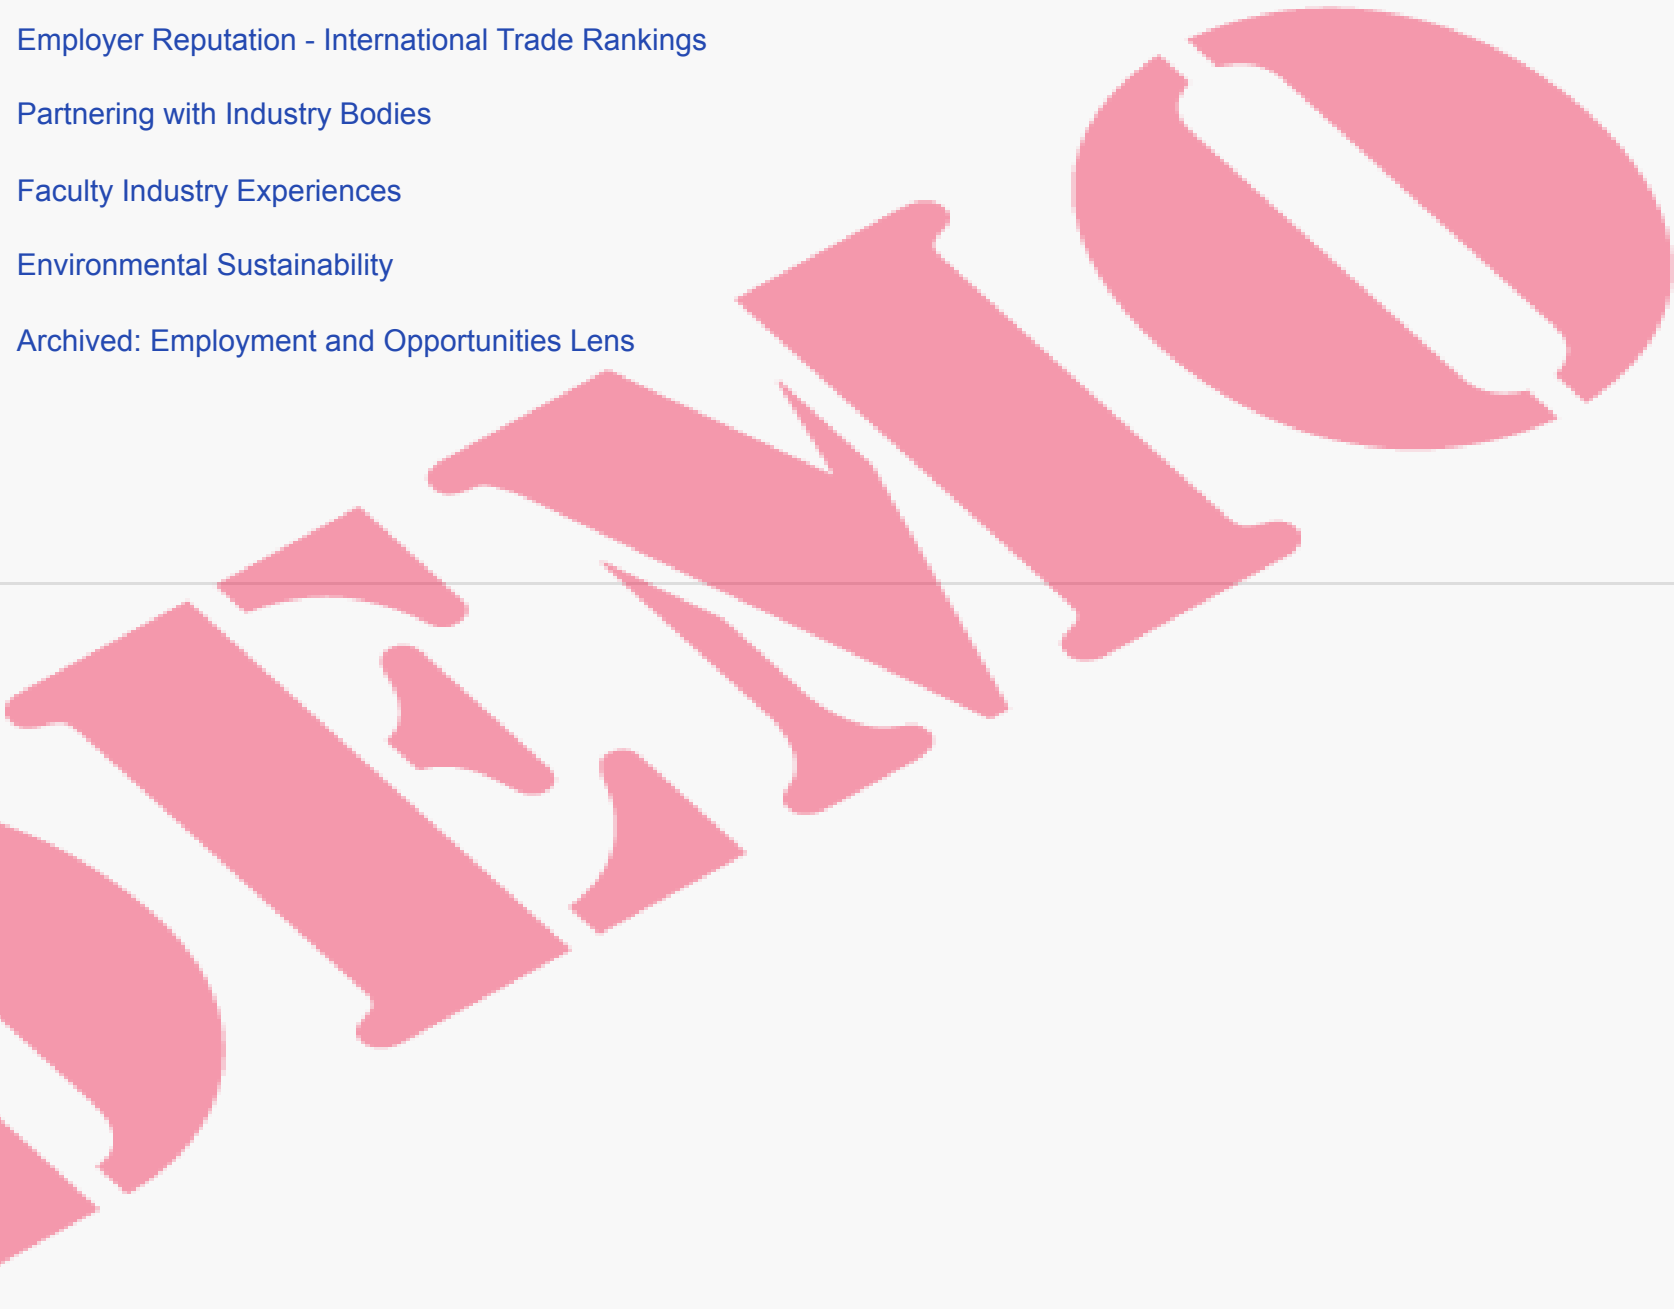 Employer Reputation - International Trade Rankings
Partnering with Industry Bodies
Faculty Industry Experiences
Environmental Sustainability
Archived: Employment and Opportunities Lens
DEMO